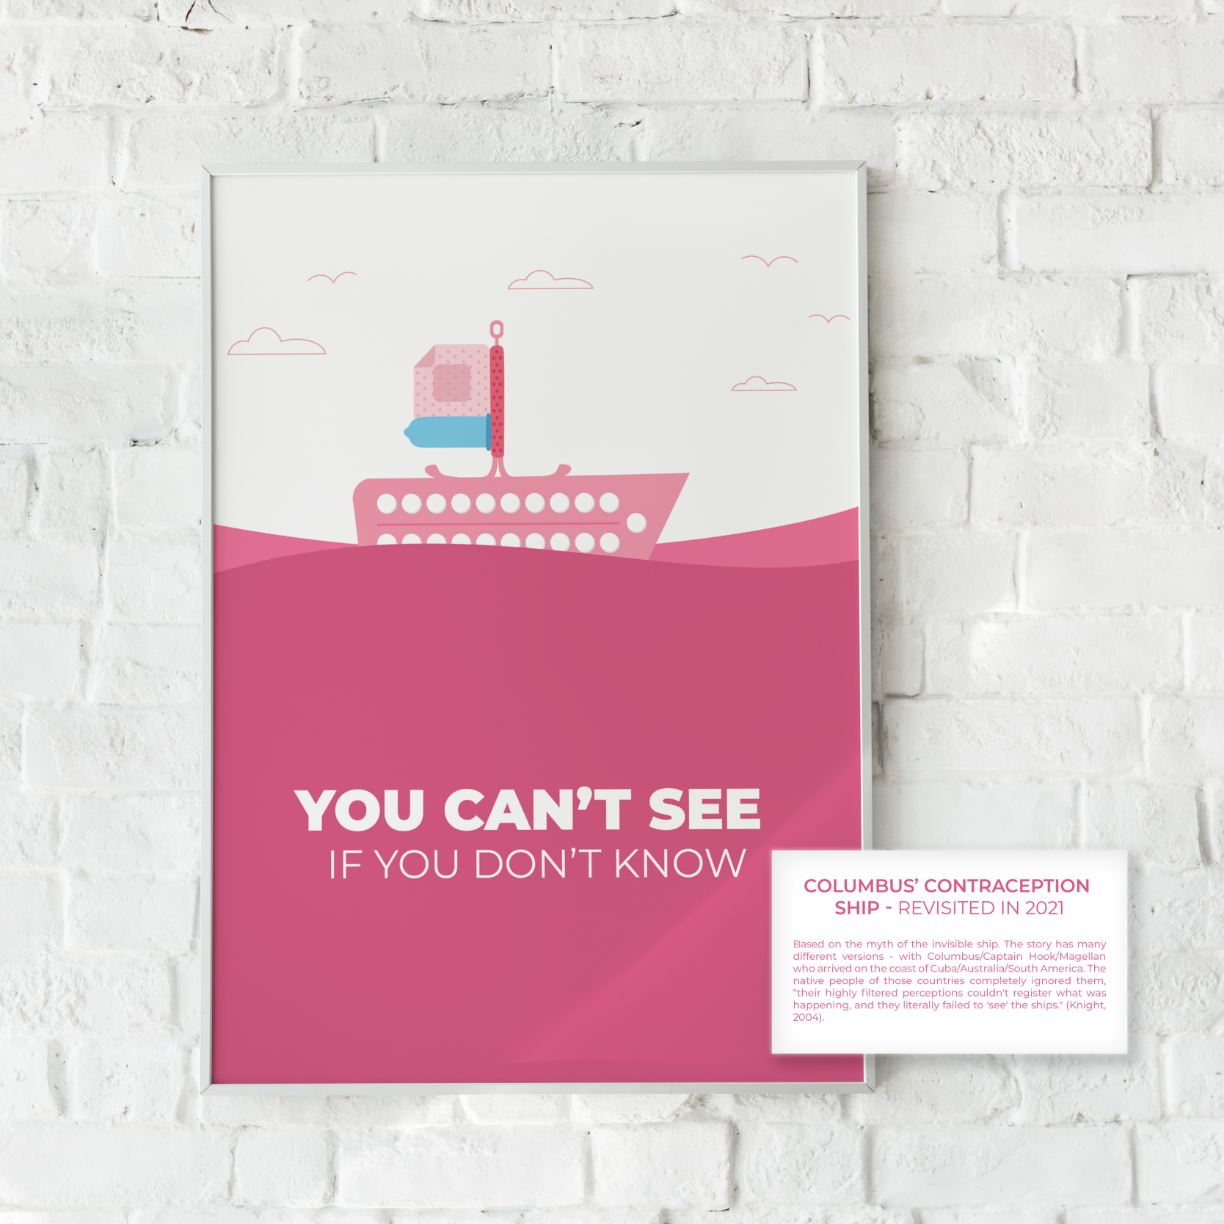 YOU CAN'T SEE
IF YOU DON'T KNOW
COLUMBUS' CONTRACEPTION
SHIP - REVISITED IN 2021
Based on the myth of the invisible ship. The story has many
different versions - with Columbus/Captain Hook/Magellan
who arrived on the coast of Cuba/Australia/South America. The
native people of those countries completely ignored them,
"their highly filtered perceptions couldn't register what was
happening, and they literally failed to 'see' the ships." (Knight,
2004).